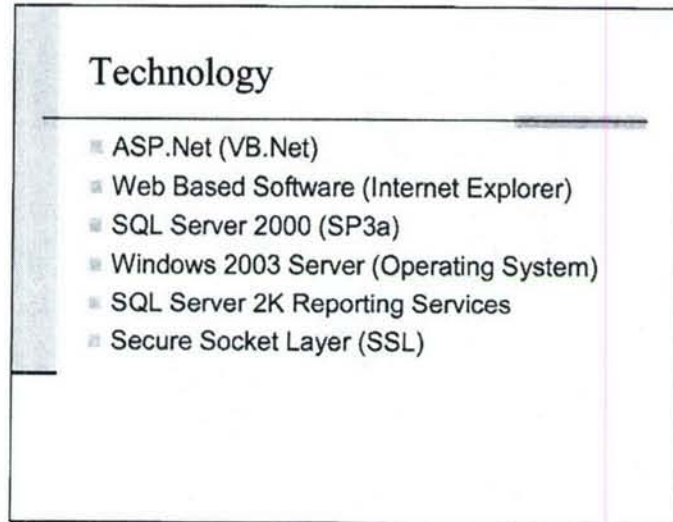 Technology
ASP.Net (VB.Net)
Web Based Software (Internet Explorer)
SQL Server 2000 (SP3a)
Windows 2003 Server (Operating System)
SQL Server 2K Reporting Services
Secure Socket Layer (SSL)